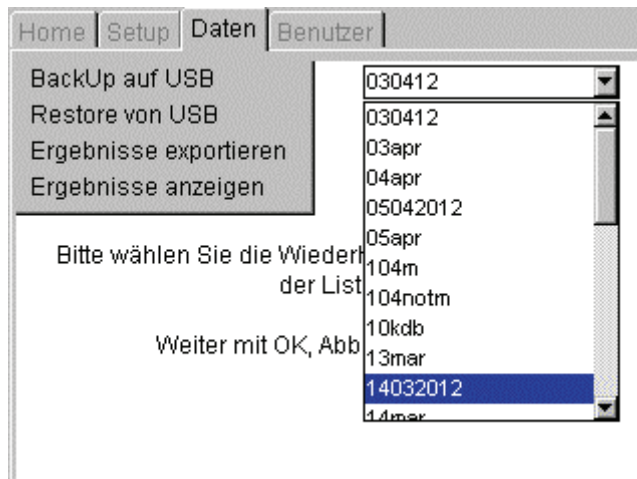 Home Setup Daten Benutzer
BackUp auf USB
Restore von USB
Ergebnisse exportieren
Ergebnisse anzeigen
030412
030412
03apr
04apr
05042012
05apr
104m
104notm
10kdb
13mar
14032012
14mar
Bitte wählen Sie die Wiederh
der List
Weiter mit OK, Abb